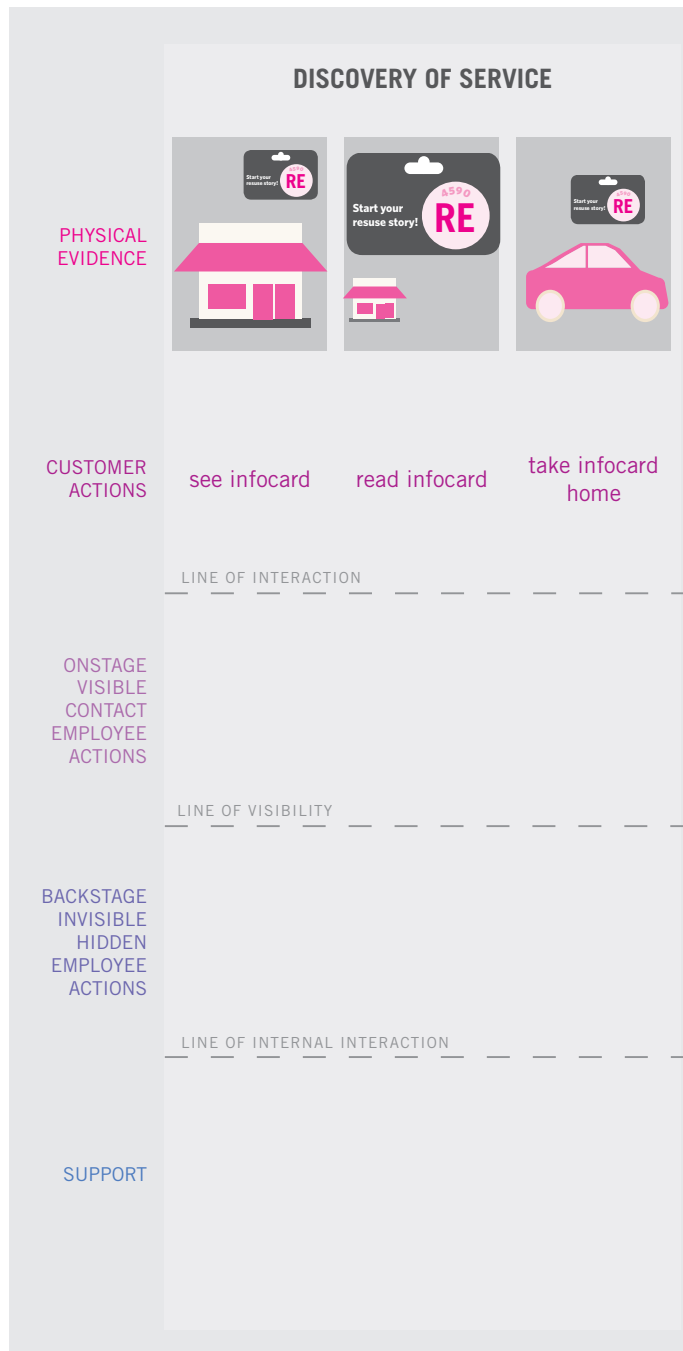 DISCOVERY OF SERVICE
PHYSICAL
EVIDENCE
Start your
resuse story!
4590
RE
Start your
resuse story!
4590
RE
Start your
resuse story!
4590
RE
CUSTOMER
ACTIONS
see infocard
read infocard
take infocard
home
LINE OF INTERACTION
ONSTAGE
VISIBLE
CONTACT
EMPLOYEE
ACTIONS
LINE OF VISIBILITY
BACKSTAGE
INVISIBLE
HIDDEN
EMPLOYEE
ACTIONS
LINE OF INTERNAL INTERACTION
SUPPORT